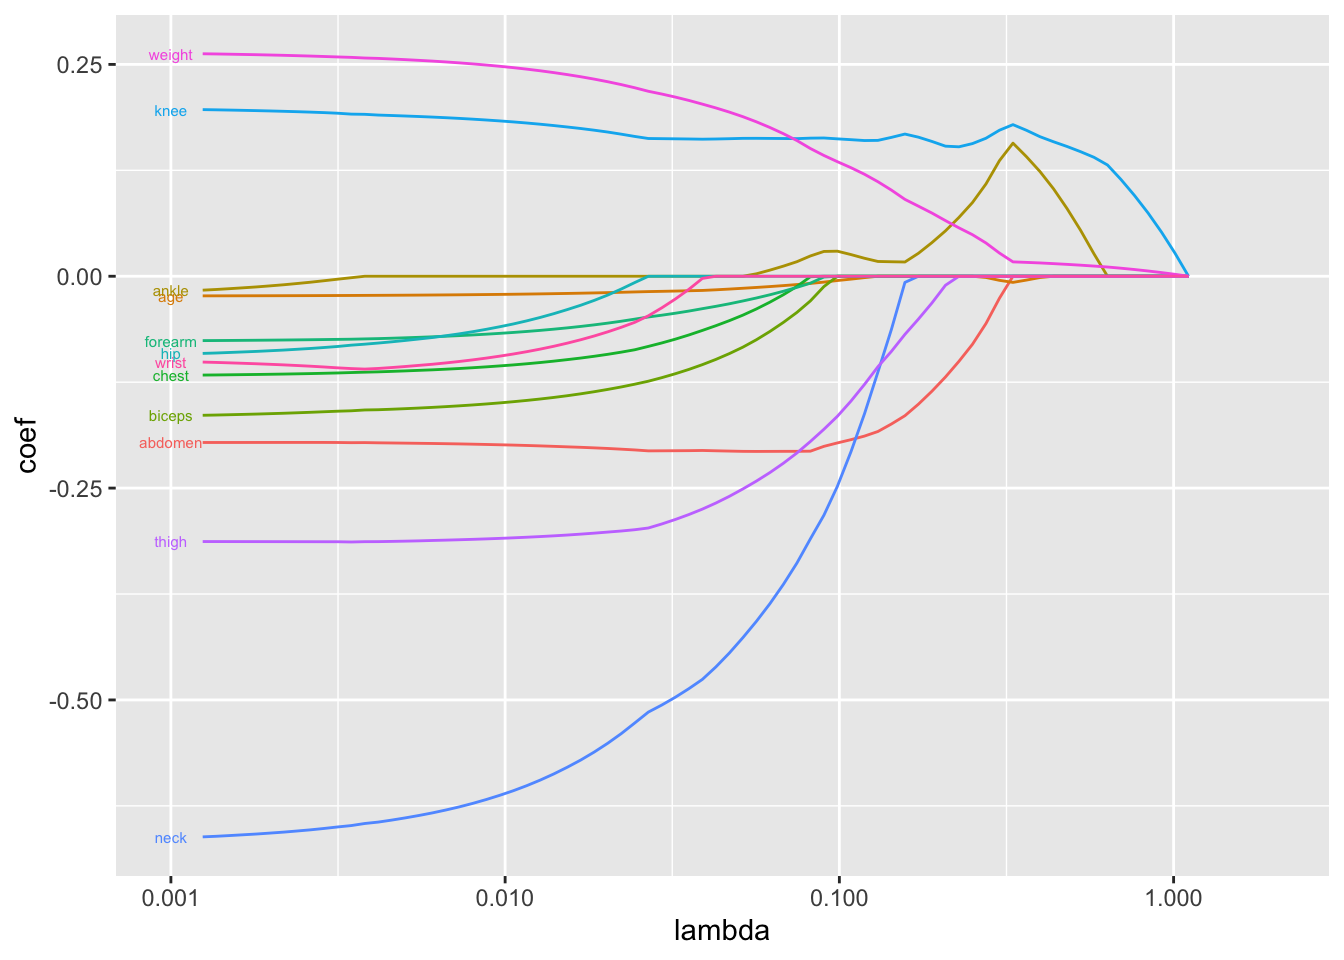 0.25
0.00
-0.25
-0.50
coef
weight
knee
ankle
age
forearm
hip
wrist
chest
biceps
abdomen
thigh
neck
0.001 0.010 0.100 1.000
lambda